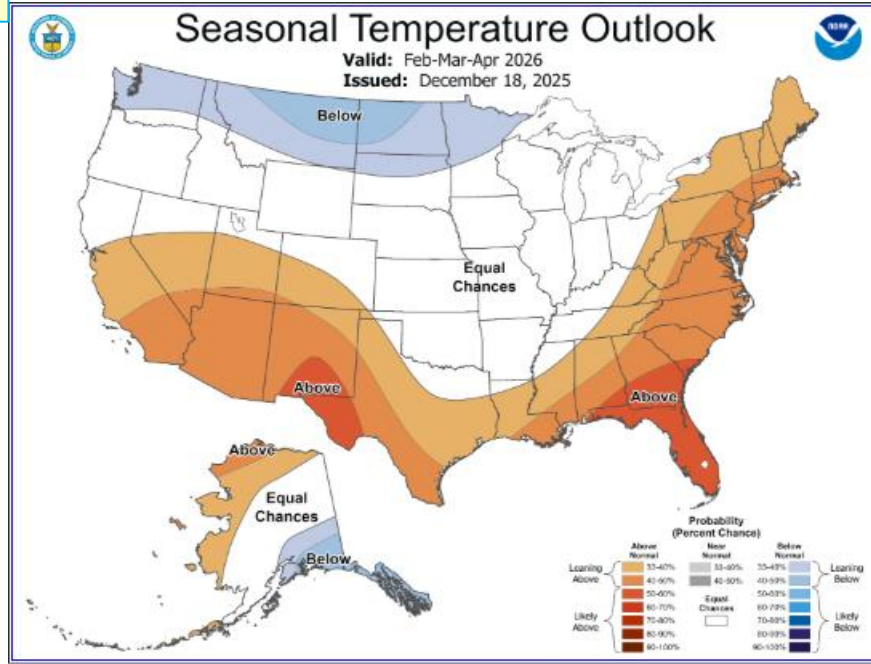 Seasonal Temperature Outlook
Valid: Feb-Mar-Apr 2026
Issued: December 18, 2025
NOAA
Below
Equal
Chances
Above
Above
Above
Equal
Chances
Below
Probability
(Percent Chance)
Above
Normal
Near
Normal
Below
Normal
Leaning
Above
33-40%
40-50%
50-60%
60-70%
70-80%
80-90%
90-100%
Likely
Above
33-40%
40-50%
Equal
Chances
33-40%
40-50%
50-60%
60-70%
70-80%
80-90%
90-100%
Leaning
Below
Likely
Below